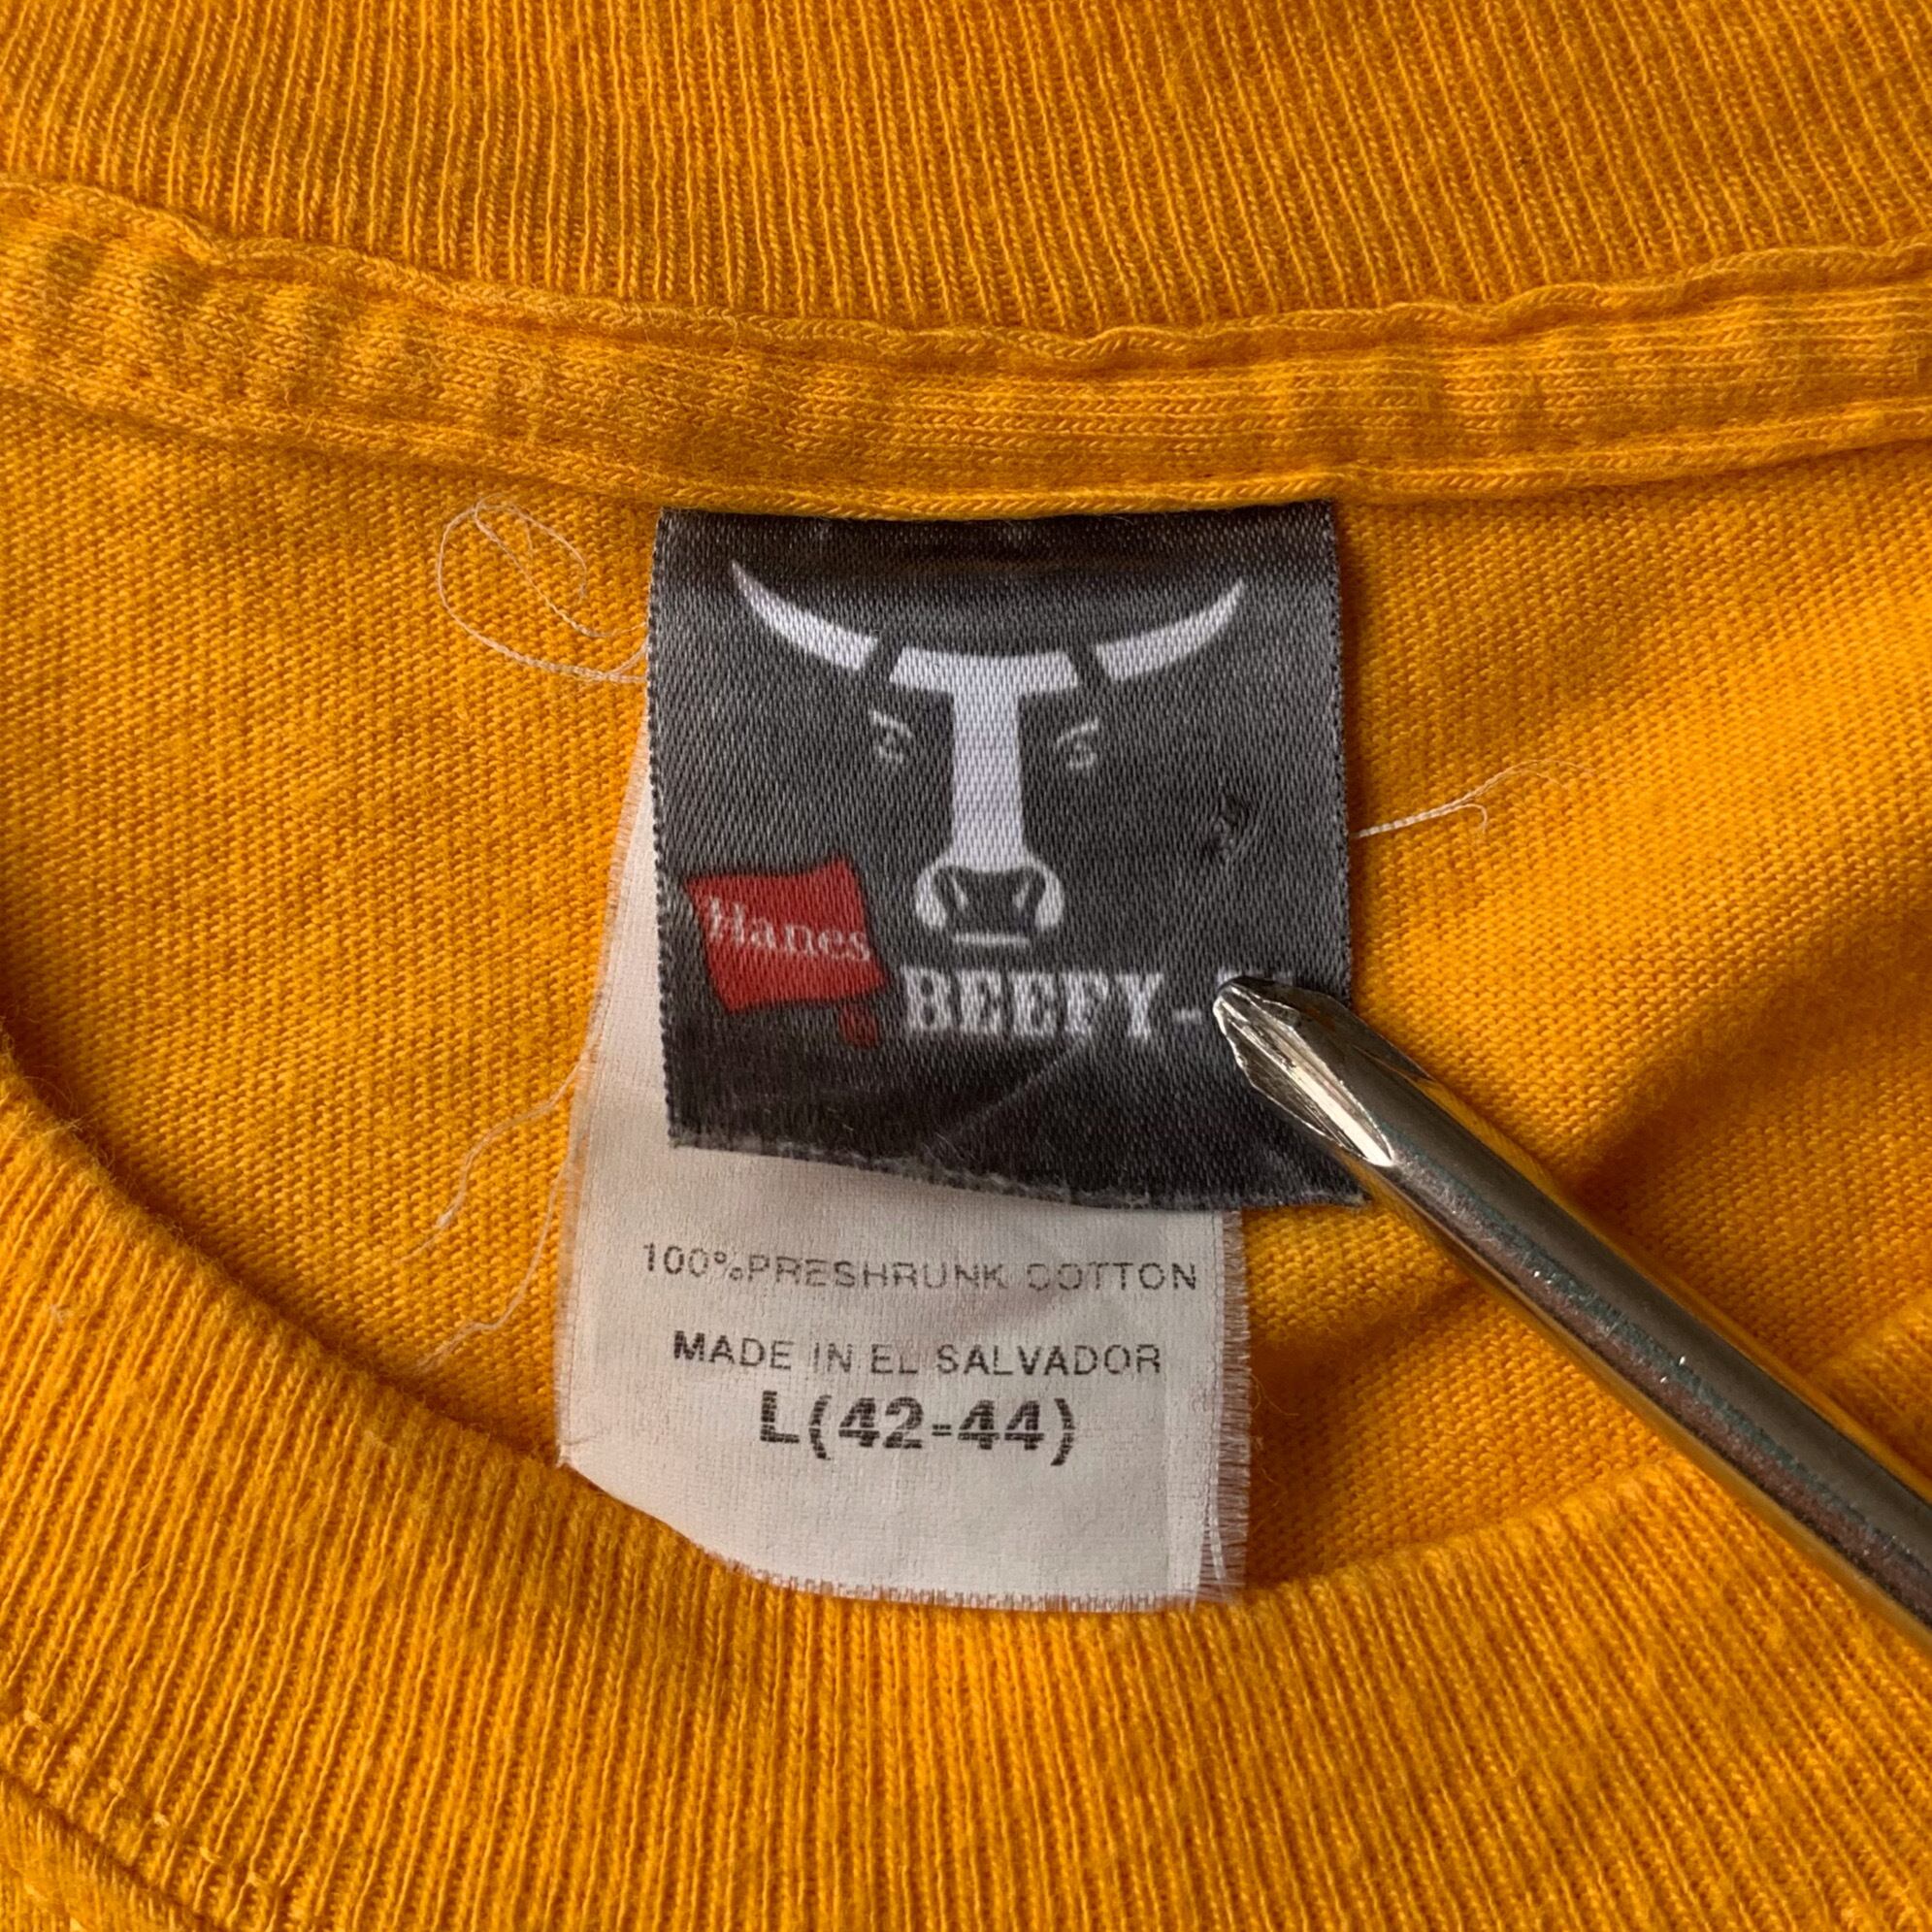 Hanes
BEEFY-
100% PRESHRUNK COTTON
MADE IN EL SALVADOR
L(42-44)